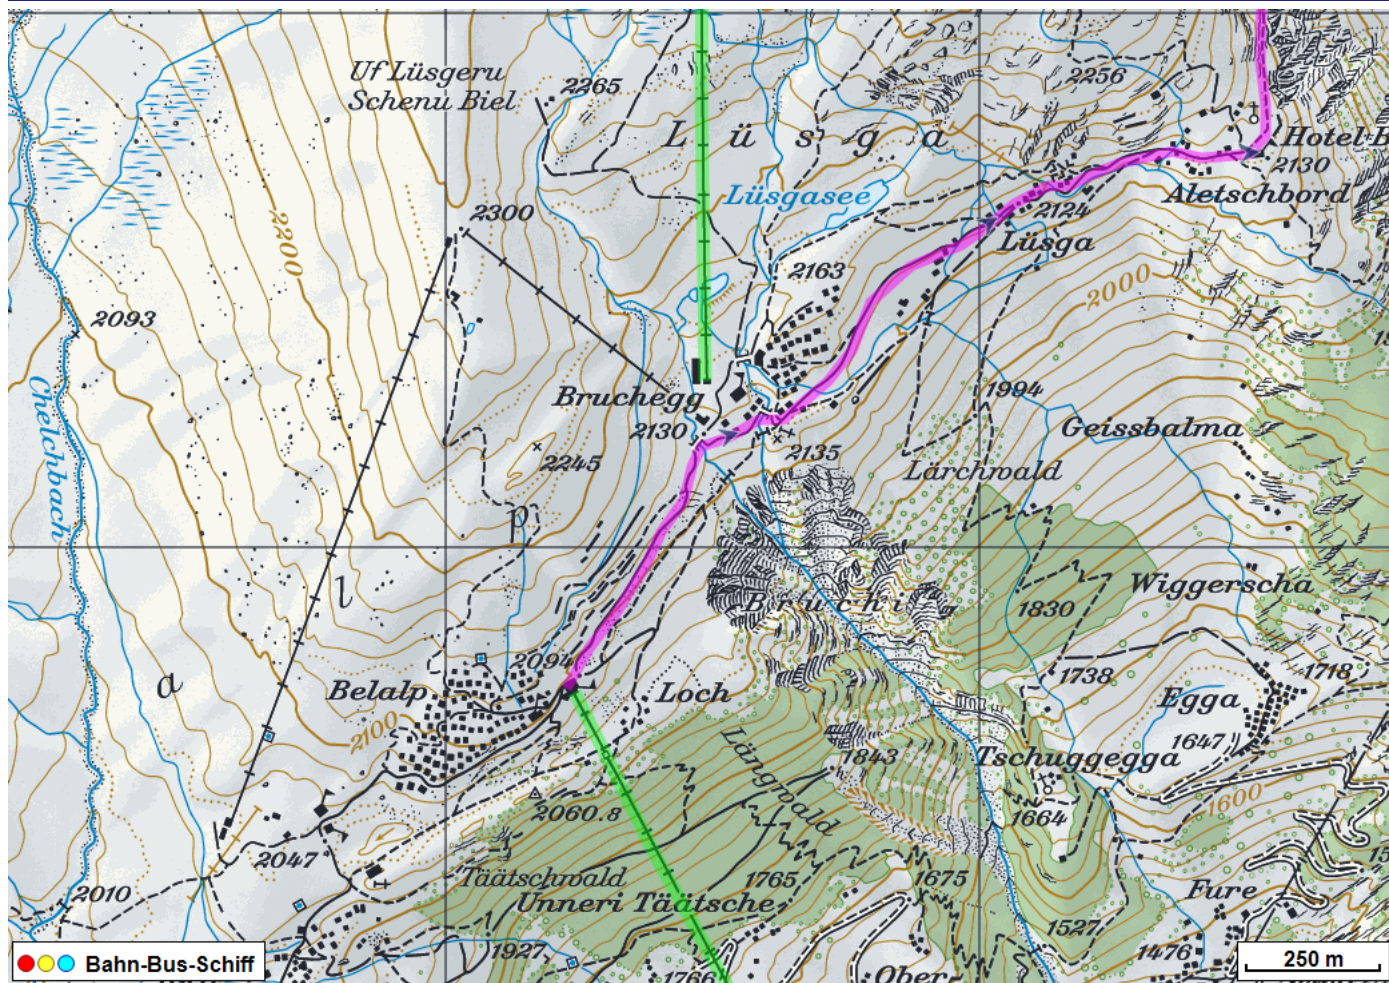 Uf Lüsgeru
Schenu Biel
2265
2256
L ü s g a
Hotel B
2130
Aletschbord
Lüsgasee
2124
Lüsga
2300
2200
2163
2000
2093
Chelchbach
Bruchegg
2130
1994
Geissbalma
2245
2135
Lärchwald
p
l
a
Wiggerscha
Bruchi
1830
2094
Belalp
Loch
1738
1718
Egga
1647
2100
Längwald
1843
Tschuggegga
1664
1600
2060.8
2047
Täätschwald
1765
1675
Unneri Täätsche
2010
Fure
1927
1527
1476
1766
Ober-
Bahn-Bus-Schiff
250 m